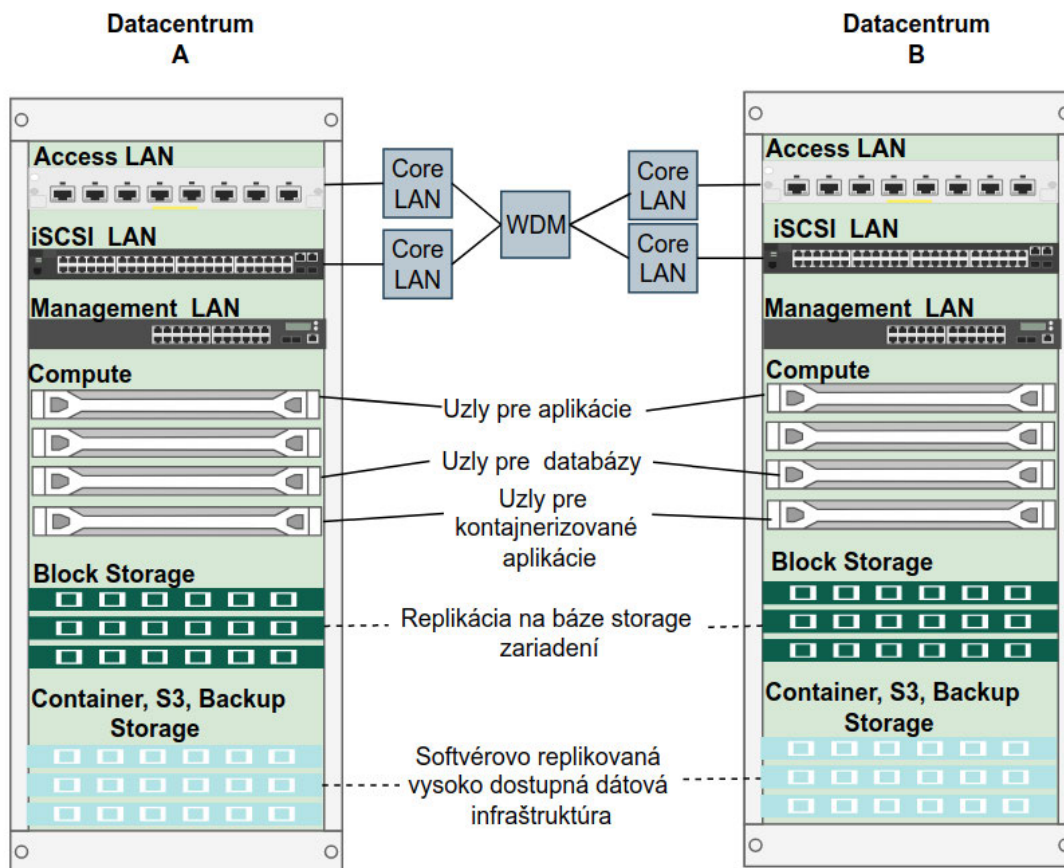 Datacentrum
A
Datacentrum
B
Access LAN
iSCSI LAN
Management LAN
Compute
Block Storage
Container, S3, Backup
Storage
Core
LAN
Core
LAN
WDM
Core
LAN
Core
LAN
Uzly pre aplikácie
Uzly pre databázy
Uzly pre
kontajnerizované
aplikácie
Replikácia na báze storage
zariadení
Softvérovo replikovaná
vysoko dostupná dátová
infraštruktúra
Access LAN
iSCSI LAN
Management LAN
Compute
Block Storage
Container, S3, Backup
Storage